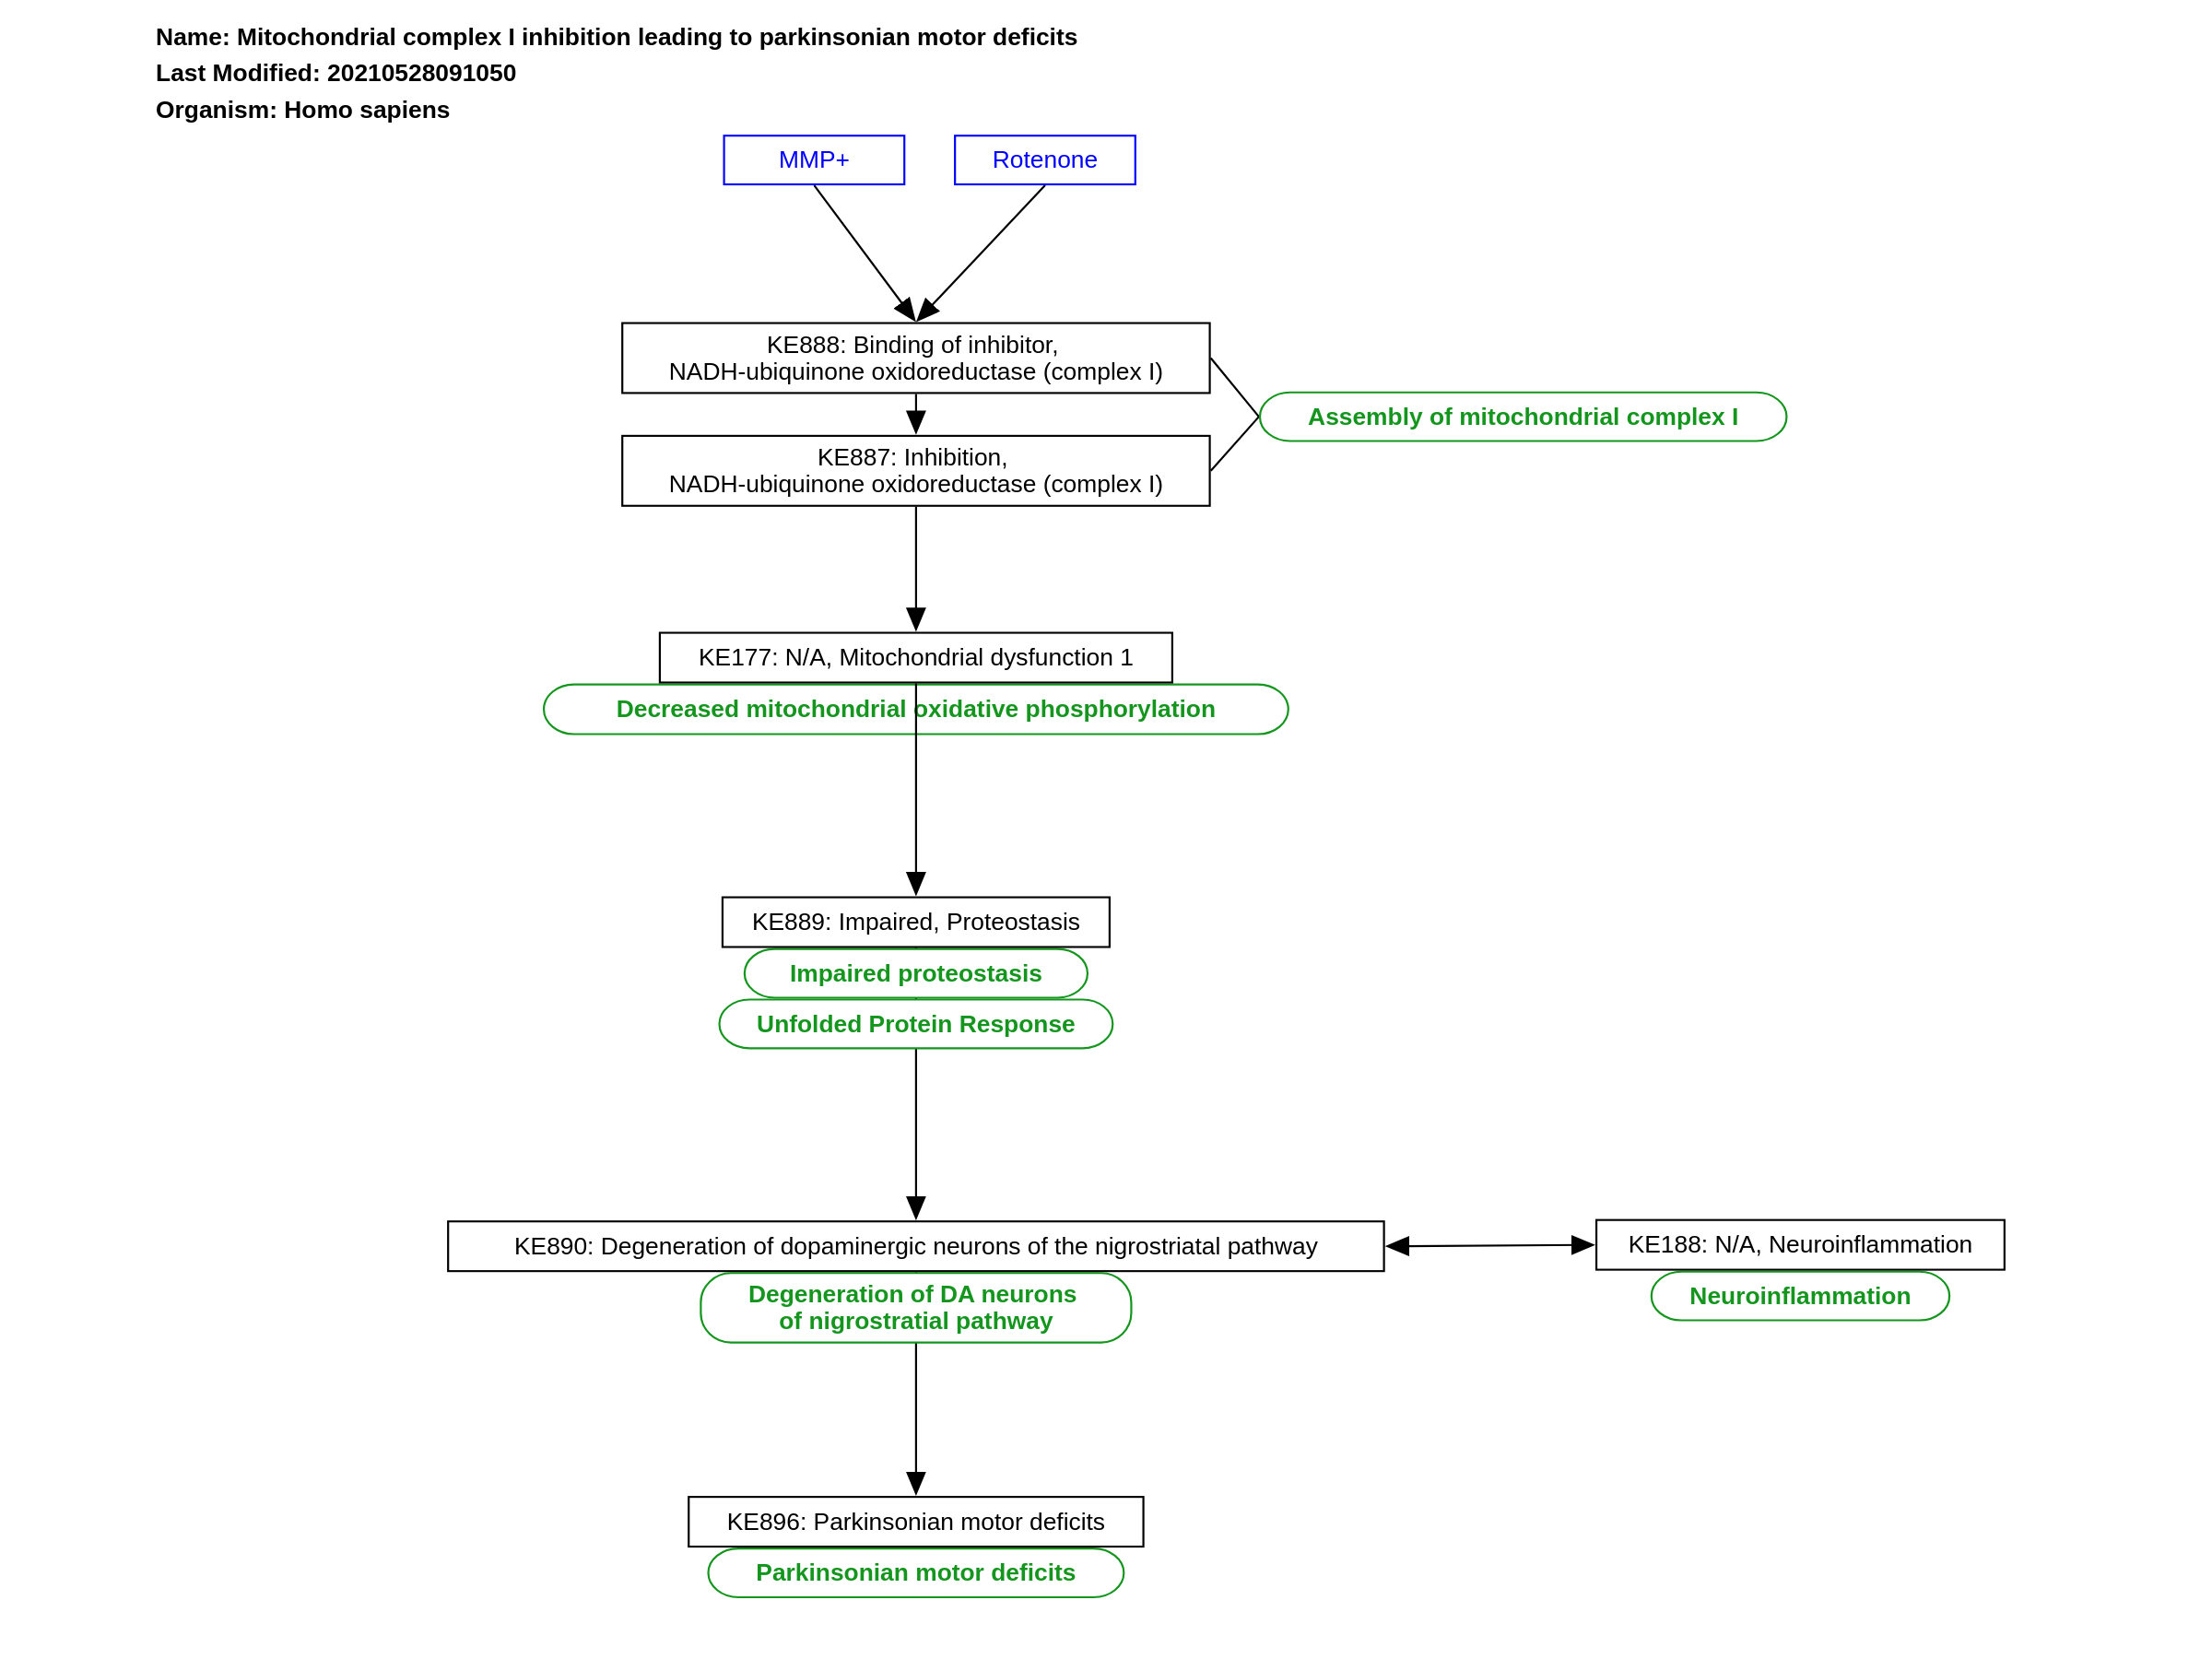 Name: Mitochondrial complex I inhibition leading to parkinsonian motor deficits
Last Modified: 20210528091050
Organism: Homo sapiens
MMP+
Rotenone
KE888: Binding of inhibitor,
NADH-ubiquinone oxidoreductase (complex I)
Assembly of mitochondrial complex I
KE887: Inhibition,
NADH-ubiquinone oxidoreductase (complex I)
KE177: N/A, Mitochondrial dysfunction 1
Decreased mitochondrial oxidative phosphorylation
KE889: Impaired, Proteostasis
Impaired proteostasis
Unfolded Protein Response
KE890: Degeneration of dopaminergic neurons of the nigrostriatal pathway
KE188: N/A, Neuroinflammation
Degeneration of DA neurons
of nigrostratial pathway
Neuroinflammation
KE896: Parkinsonian motor deficits
Parkinsonian motor deficits